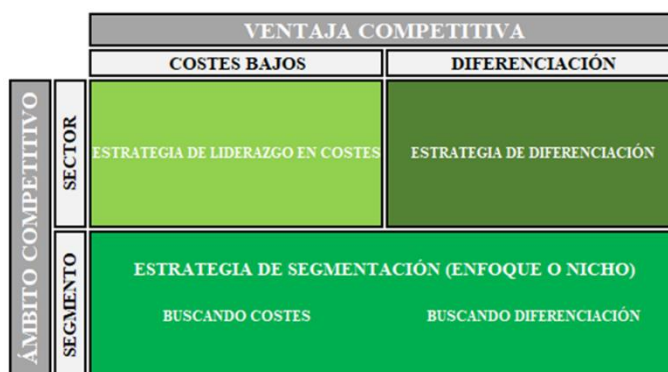 VENTAJA COMPETITIVA
COSTES BAJOS
DIFERENCIACIÓN
ÁMBITO COMPETITIVO
SECTOR
ESTRATEGIA DE LIDERAZGO EN COSTES
ESTRATEGIA DE DIFERENCIACIÓN
SEGMENTO
ESTRATEGIA DE SEGMENTACIÓN (ENFOQUE O NICHO)
BUSCANDO COSTES
BUSCANDO DIFERENCIACIÓN